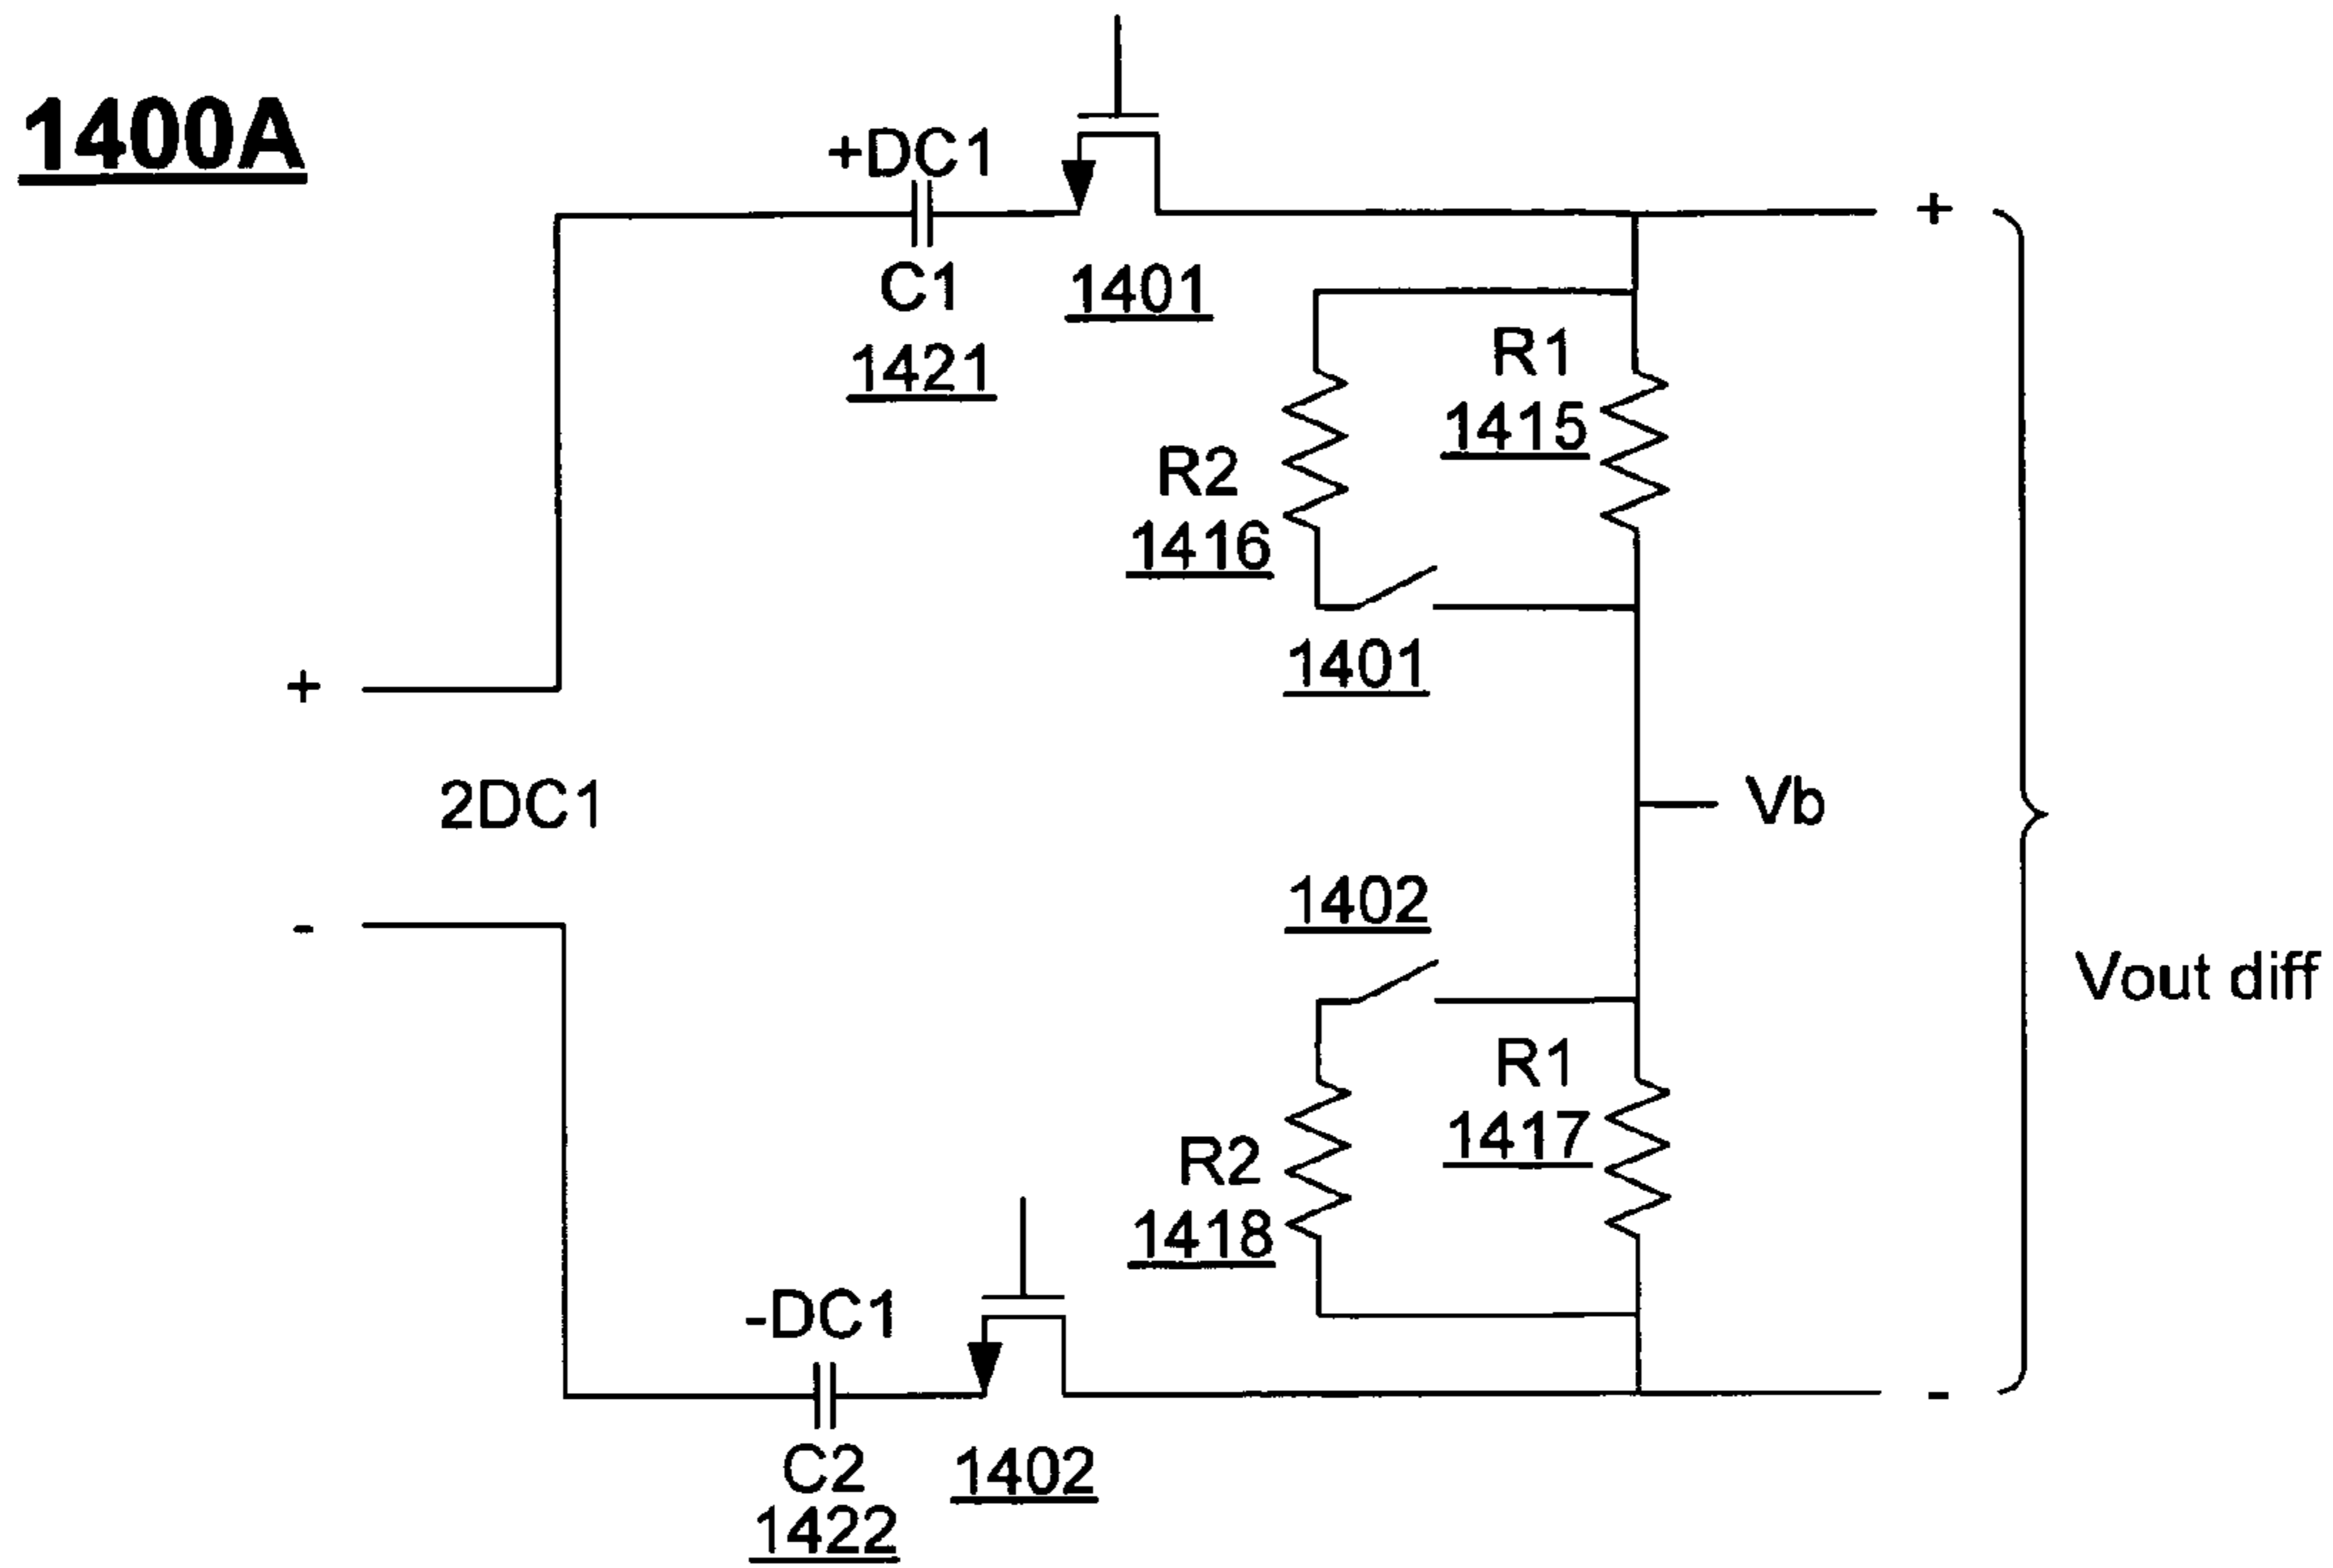 1400A
+DC1
C1
1421
1401
+
R1
1415
R2
1416
1401
+
2DC1
Vb
1402
-
Vout diff
R1
1417
R2
1418
-DC1
-
C2
1422
1402